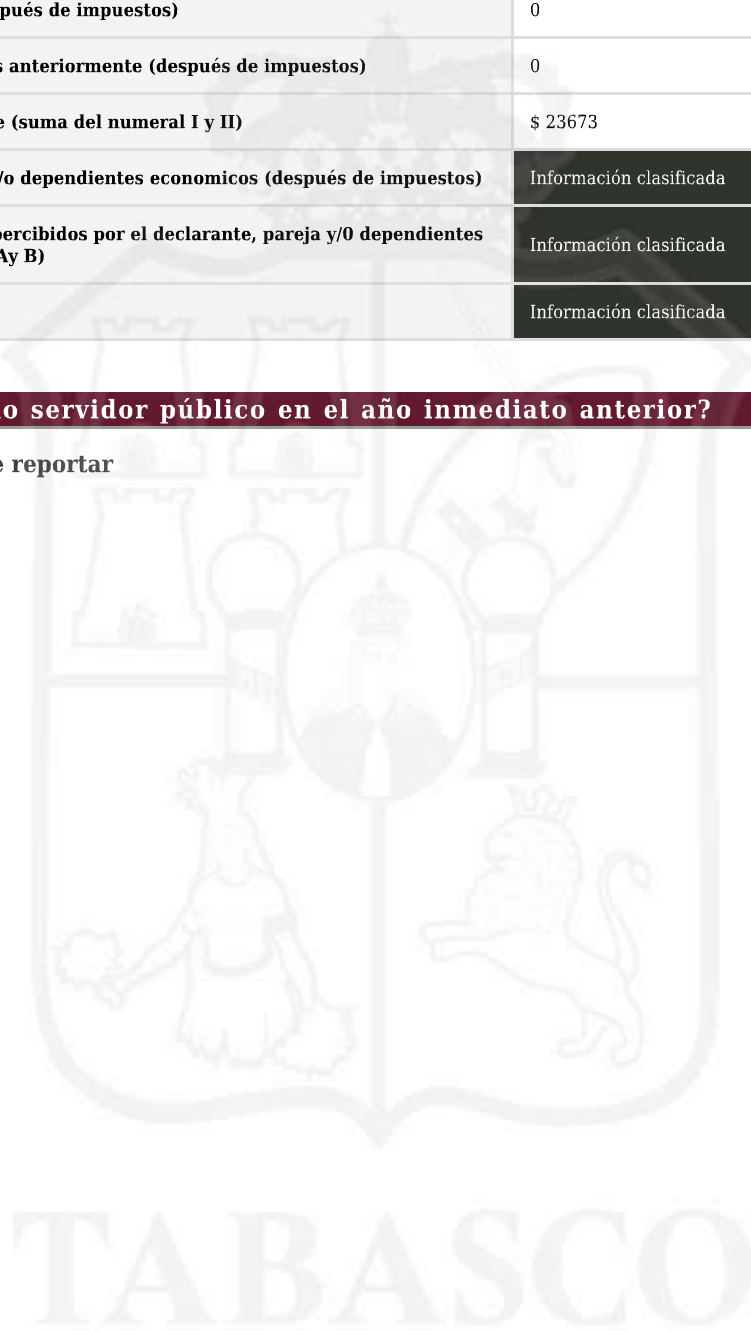 pués de impuestos) 0
s anteriormente (después de impuestos) 0
e (suma del numeral I y II) $ 23673
/o dependientes economicos (después de impuestos) Información clasificada
ercibidos por el declarante, pareja y/0 dependientes Información clasificada
Ay B)
Información clasificada
o servidor público en el año inmediato anterior?
e reportar
TABASCO